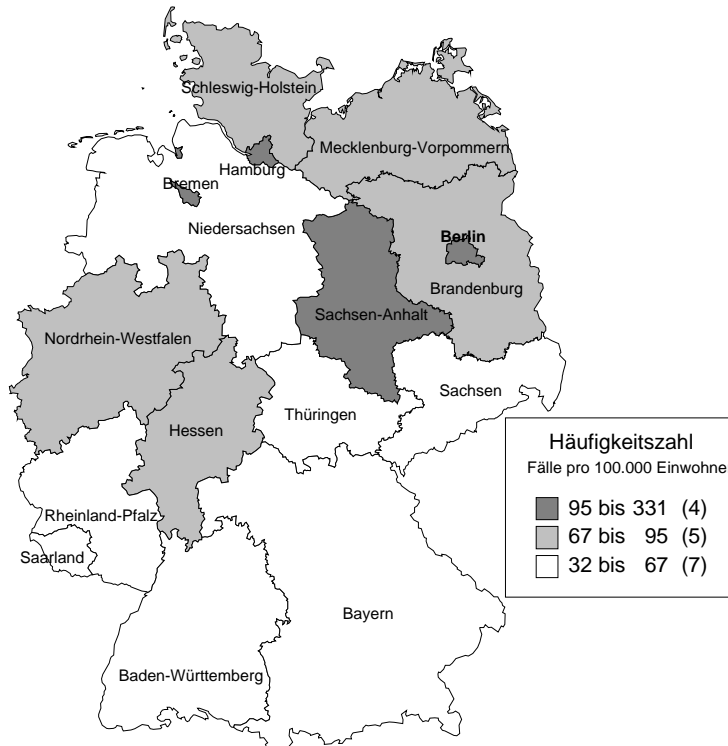 Schleswig-Holstein
Mecklenburg-Vorpommern
Hamburg
Bremen
Niedersachsen
Berlin
Brandenburg
Sachsen-Anhalt
Nordrhein-Westfalen
Sachsen
Thüringen
Hessen
Rheinland-Pfalz
Saarland
Bayern
Baden-Württemberg
Häufigkeitszahl
Fälle pro 100.000 Einwohne
95 bis 331 (4)
67 bis 95 (5)
32 bis 67 (7)